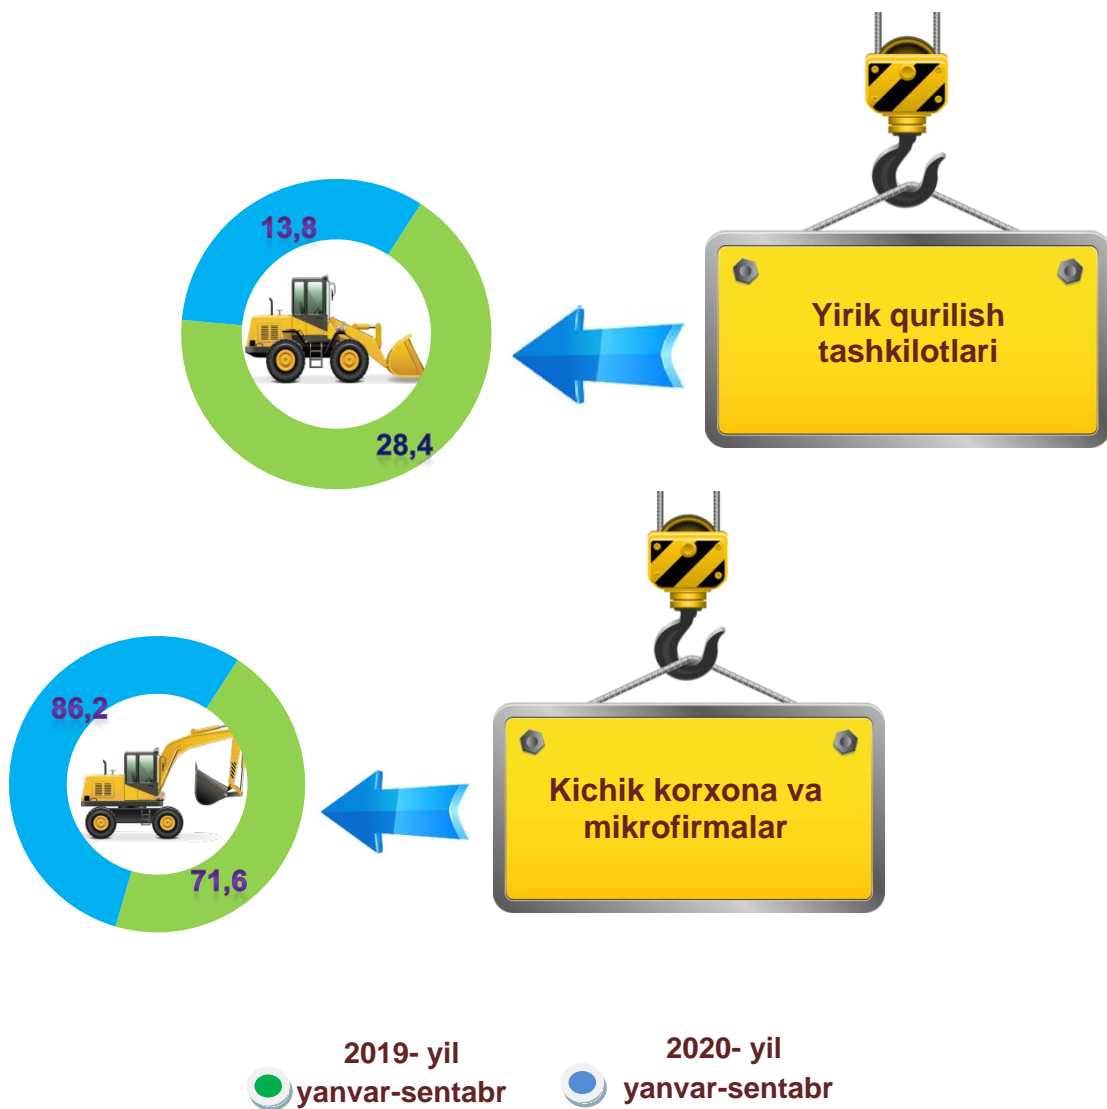 13,8
28,4
Yirik qurilish
tashkilotlari
86,2
71,6
Kichik korxona va
mikrofirmalar
2019- yil
yanvar-sentabr
2020- yil
yanvar-sentabr